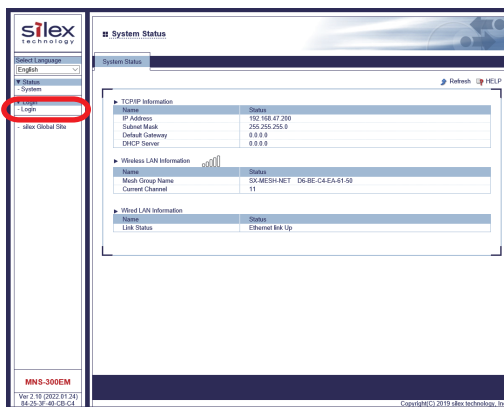 silex
technology
Select Language
English
▼ Status
- System
▼ Login
- Login
- silex Global Site
MNS-300EM
Ver 2.10 (2022.01.24)
84-25-3F-40-CB-C4
System Status
System Status
Refresh HELP
► TCP/IP Information
Name Status
IP Address 192.168.47.200
Subnet Mask 255.255.255.0
Default Gateway 0.0.0.0
DHCP Server 0.0.0.0
► Wireless LAN Information
Name Status
Mesh Group Name SX-MESH-NET D6-BE-C4-EA-61-50
Current Channel 11
► Wired LAN Information
Name Status
Link Status Ethernet link Up
Copyright(C) 2019 silex technology, Inc